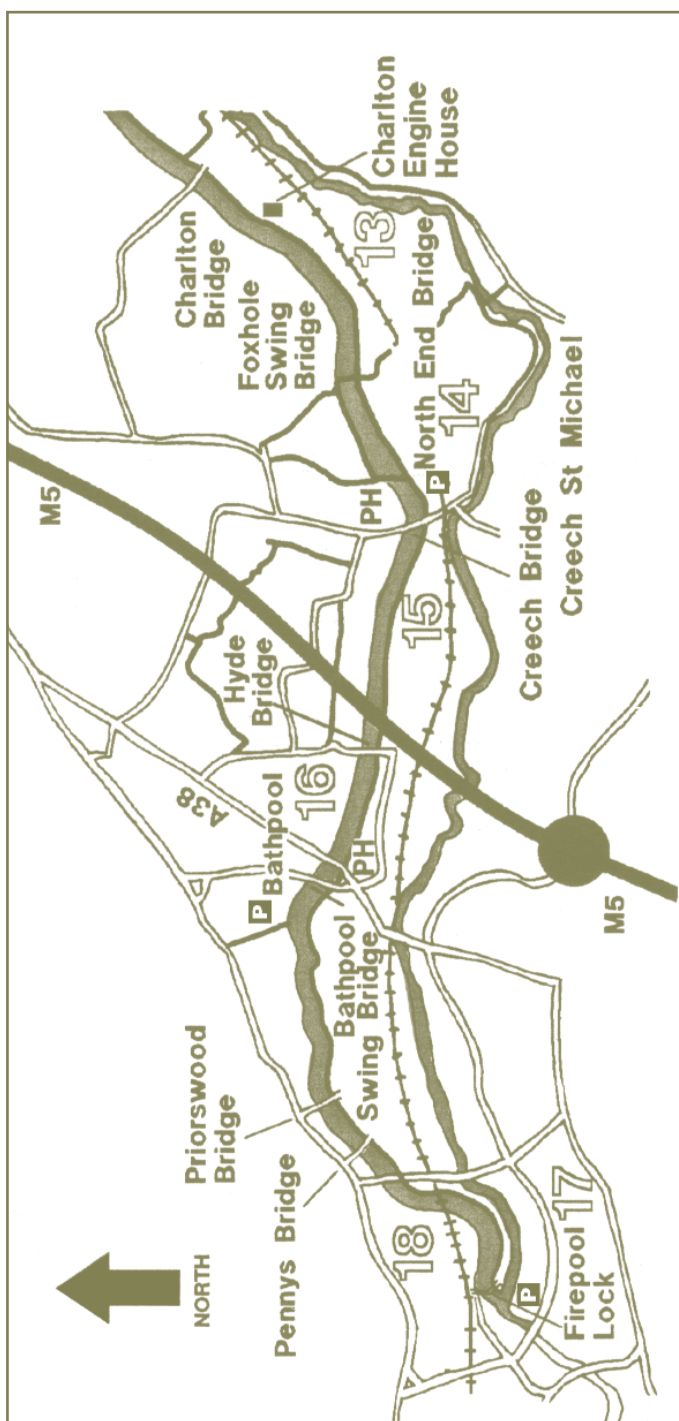 M5
Charlton
Bridge
Foxhole
Swing
Bridge
NORTH
Priorswood
Bridge
A38
Hyde
Bridge
Pennys Bridge
P
Bathpool
16
Bathpool
Swing Bridge
PH
PH
13
Charlton
Engine
House
18
15
P
North End Bridge
14
Creech Bridge
Creech St Michael
P
Firepool
Lock
17
M5